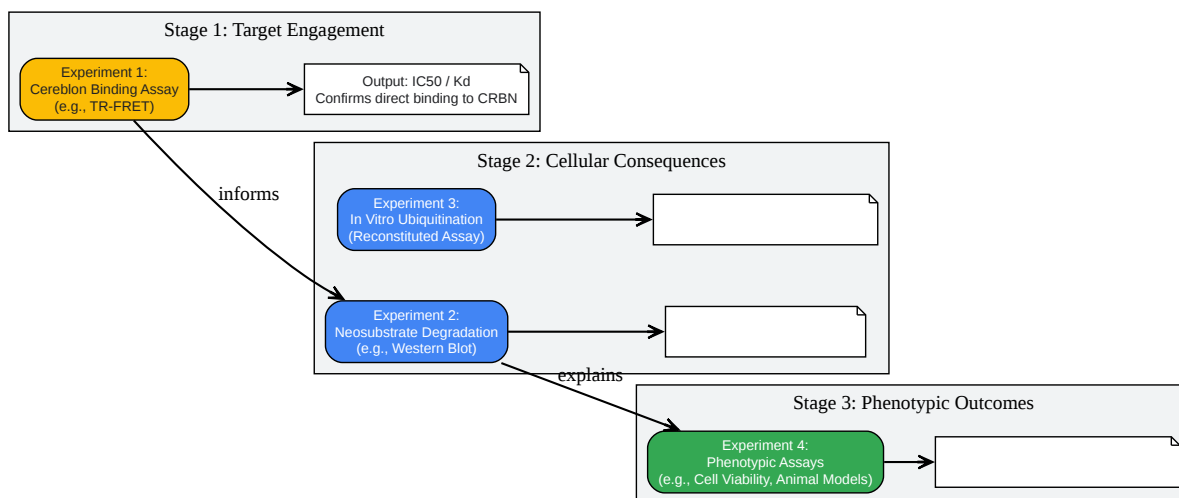 Stage 1: Target Engagement
Experiment 1:
Cereblon Binding Assay
(e.g., TR-FRET)
Output: IC50 / Kd
Confirms direct binding to CRBN
informs
Stage 2: Cellular Consequences
Experiment 3:
In Vitro Ubiquitination
(Reconstituted Assay)
Experiment 2:
Neosubstrate Degradation
(e.g., Western Blot)
explains
Stage 3: Phenotypic Outcomes
Experiment 4:
Phenotypic Assays
(e.g., Cell Viability, Animal Models)